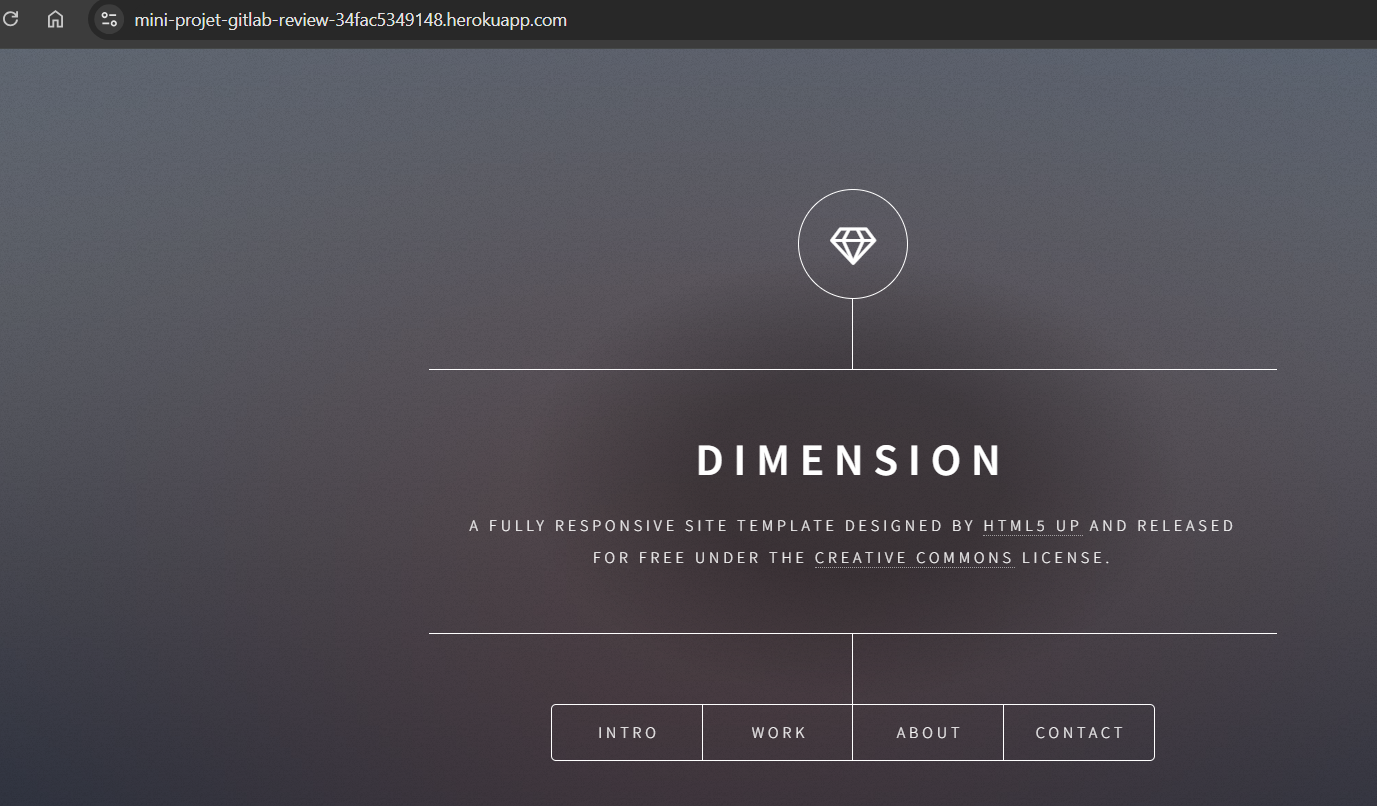 mini-projet-gitlab-review-34fac5349148.herokuapp.com
DIMENSION
A FULLY RESPONSIVE SITE TEMPLATE DESIGNED BY HTML5 UP AND RELEASED
FOR FREE UNDER THE CREATIVE COMMONS LICENSE.
INTRO WORK ABOUT CONTACT